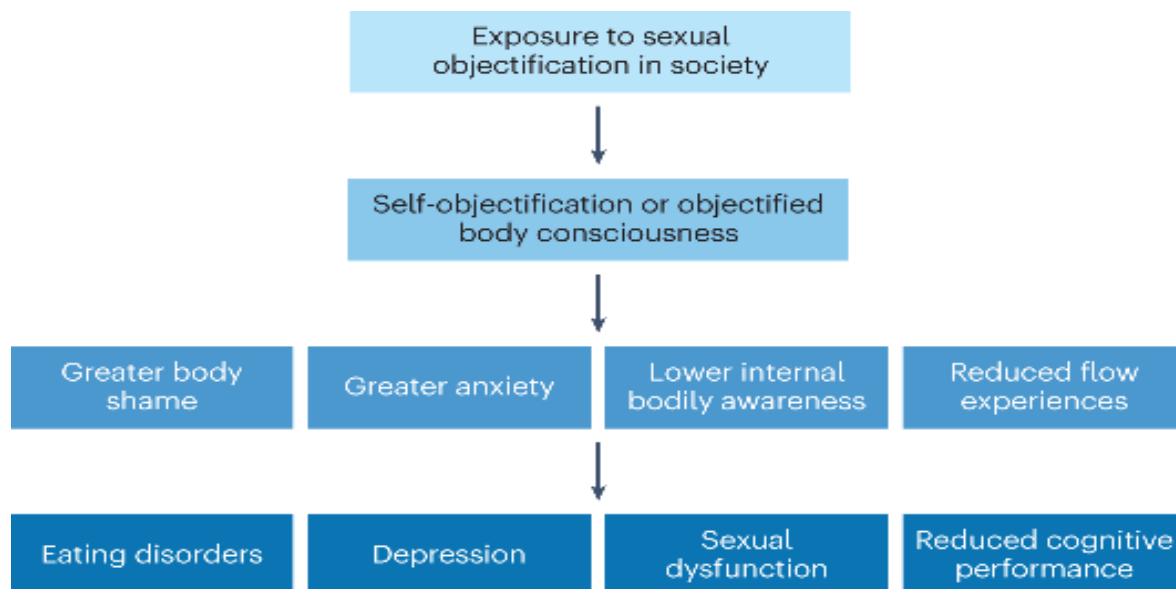 Exposure to sexual
objectification in society
Self-objectification or objectified
body consciousness
Greater body
shame
Greater anxiety
Lower internal
bodily awareness
Reduced flow
experiences
Eating disorders
Depression
Sexual
dysfunction
Reduced cognitive
performance